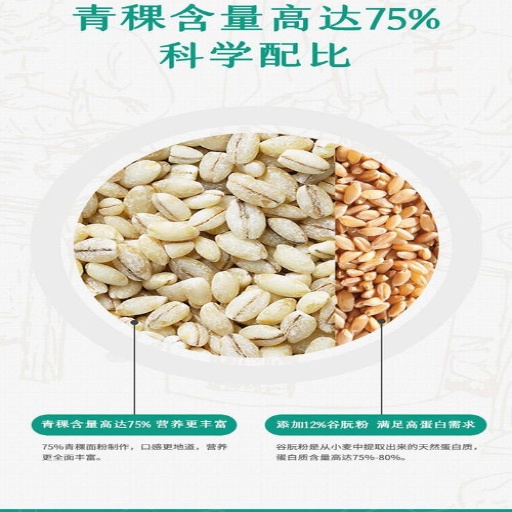 青稞含量高达75%
科学配比
青稞含量高达75% 营养更丰富
75%青稞面粉制作，口感更地道，营养
更全面丰富。
添加12%谷朊粉 满足高蛋白需求
谷朊粉是从小麦中提取出来的天然蛋白质，
蛋白质含量高达75%-80%。